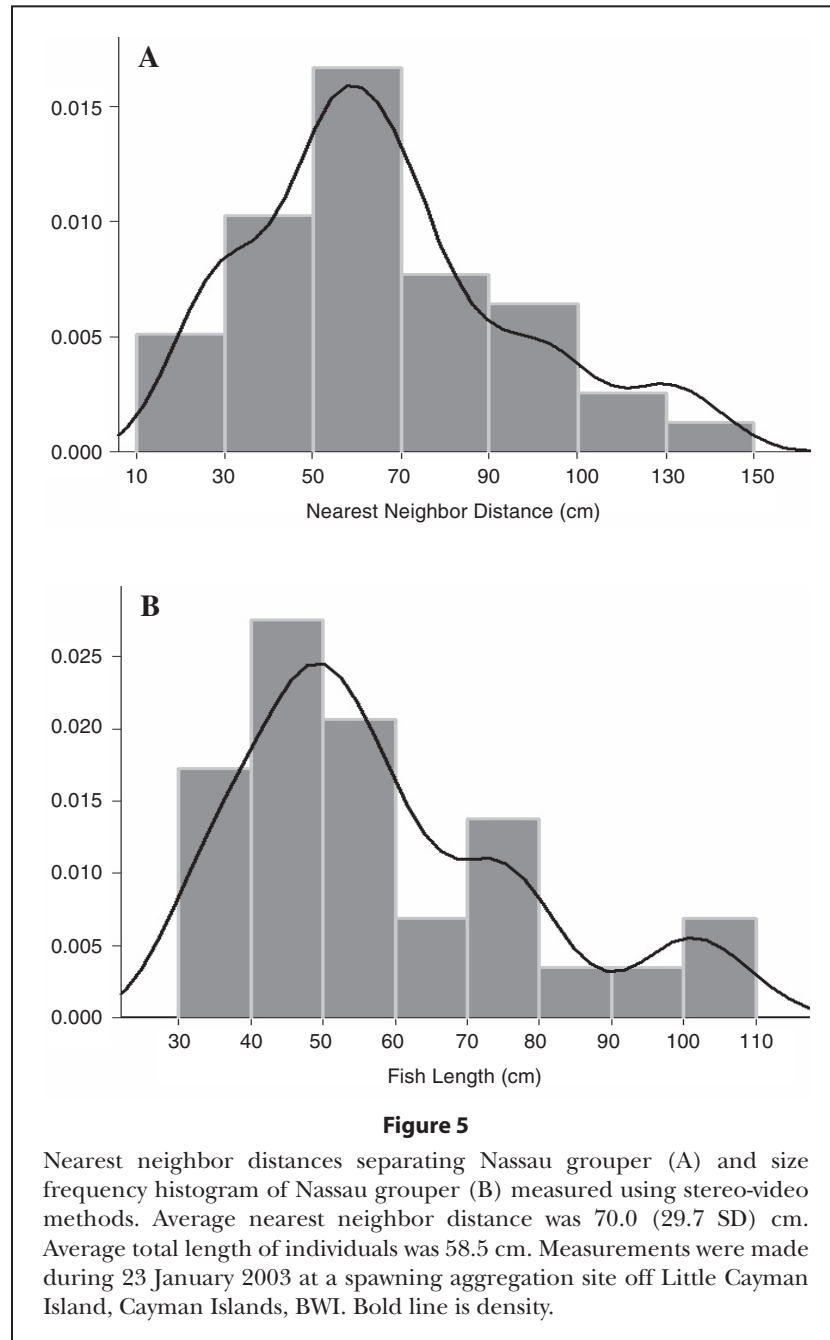 A
0.015
0.010
0.005
0.000
10 30 50 70 90 100 130 150
Nearest Neighbor Distance (cm)
B
0.025
0.020
0.015
0.010
0.005
0.000
30 40 50 60 70 80 90 100 110
Fish Length (cm)
Figure 5
Nearest neighbor distances separating Nassau grouper (A) and size
frequency histogram of Nassau grouper (B) measured using stereo-video
methods. Average nearest neighbor distance was 70.0 (29.7 SD) cm.
Average total length of individuals was 58.5 cm. Measurements were made
during 23 January 2003 at a spawning aggregation site off Little Cayman
Island, Cayman Islands, BWI. Bold line is density.